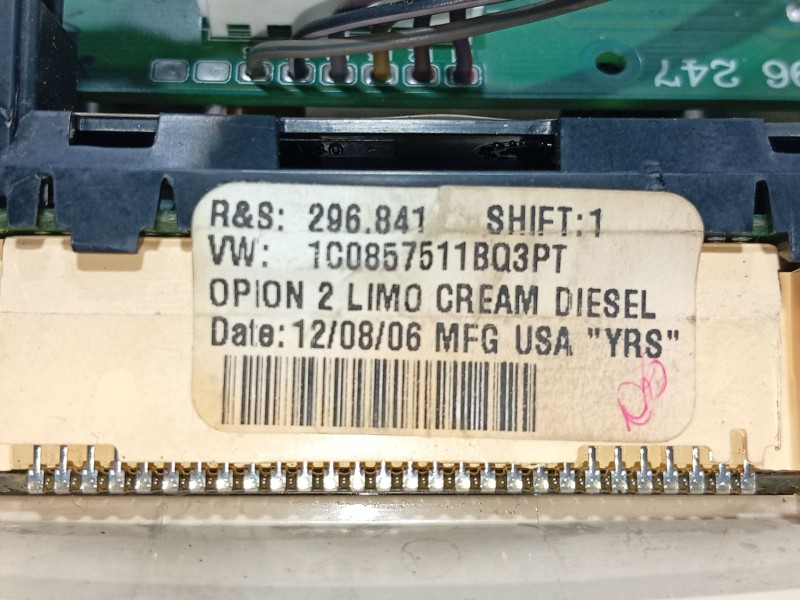 96 247
R&S: 296.841 SHIFT:1
VW: 1C0857511BQ3PT
OPION 2 LIMO CREAM DIESEL
Date: 12/08/06 MFG USA "YRS"